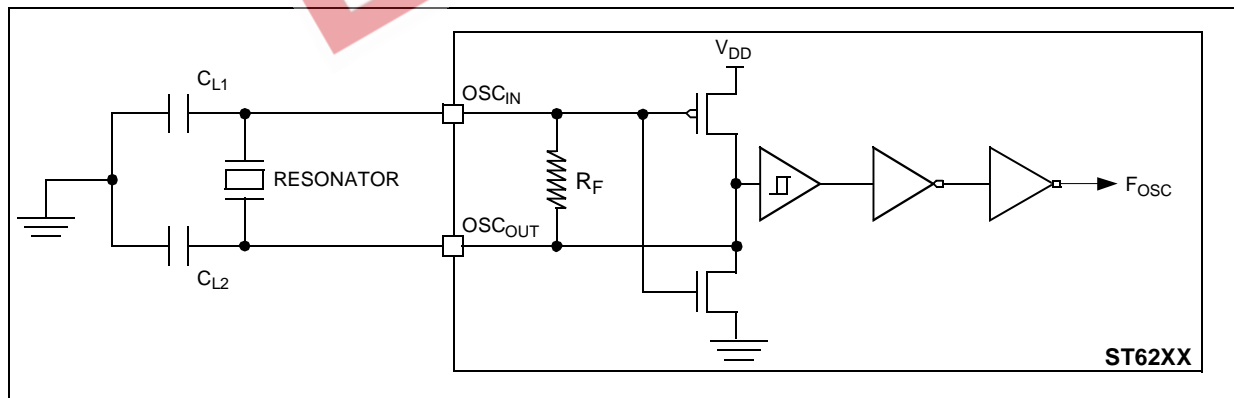 V_DD
C_L1
OSC_IN
RESONATOR
R_F
F_OSC
OSC_OUT
C_L2
ST62XX